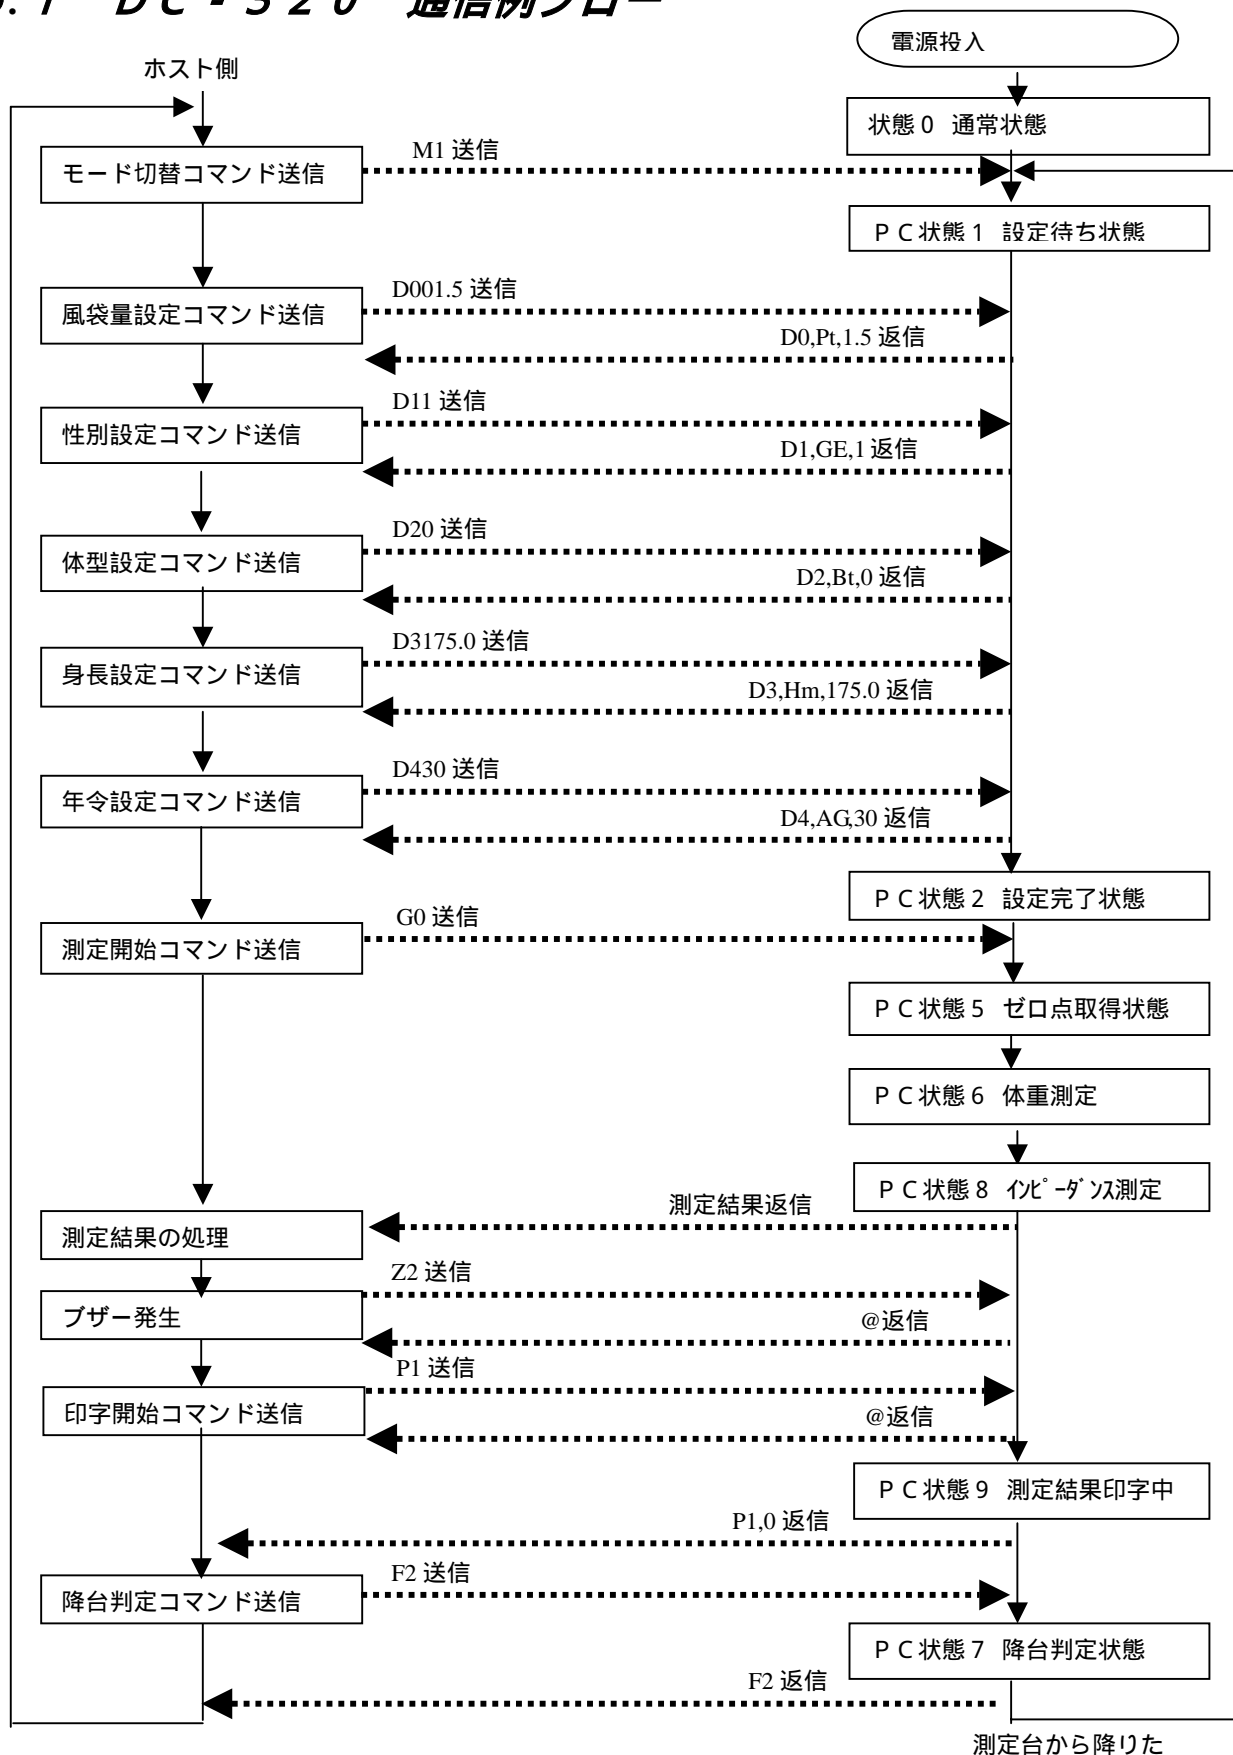 ＤＣ－３２０　通信例フロー
電源投入
ホスト側
状態０　通常状態
M1 送信
モード切替コマンド送信
ＰＣ状態１　設定待ち状態
D001.5 送信
風袋量設定コマンド送信
D0,Pt,1.5 返信
D11 送信
性別設定コマンド送信
D1,GE,1 返信
D20 送信
体型設定コマンド送信
D2,Bt,0 返信
D3175.0 送信
身長設定コマンド送信
D3,Hm,175.0 返信
D430 送信
年令設定コマンド送信
D4,AG,30 返信
ＰＣ状態２　設定完了状態
G0 送信
測定開始コマンド送信
ＰＣ状態５　ゼロ点取得状態
ＰＣ状態６　体重測定
ＰＣ状態８　ｲﾝﾋﾟｰﾀﾞﾝｽ測定
測定結果返信
測定結果の処理
Z2 送信
ブザー発生
@返信
P1 送信
印字開始コマンド送信
@返信
ＰＣ状態９　測定結果印字中
P1,0 返信
F2 送信
降台判定コマンド送信
ＰＣ状態７　降台判定状態
F2 返信
測定台から降りた